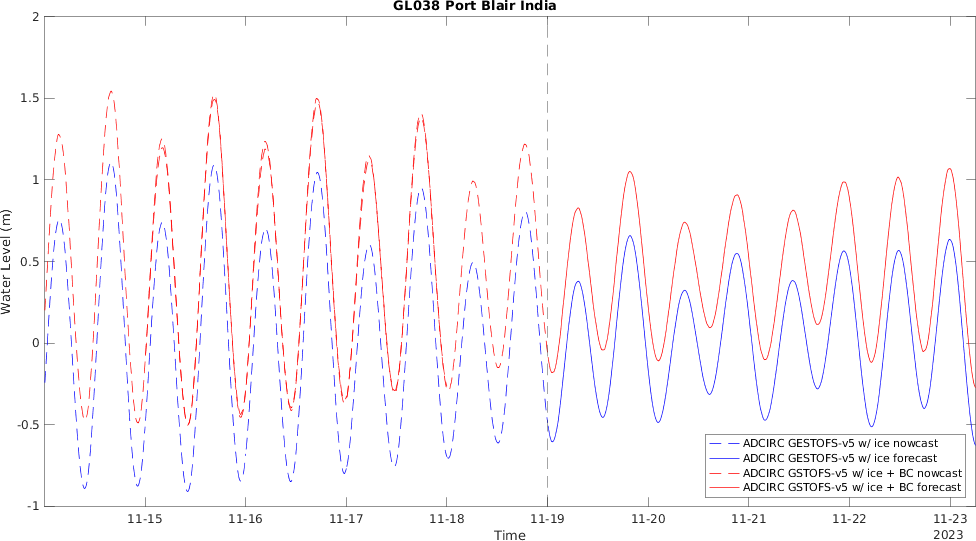 GL038 Port Blair India
2
1.5
1
0.5
0
-0.5
-1
Water Level (m)
11-15 11-16 11-17 11-18 11-19 11-20 11-21 11-22 11-23
2023
Time
ADCIRC GESTOFS-v5 w/ ice nowcast
ADCIRC GESTOFS-v5 w/ ice forecast
ADCIRC GSTOFS-v5 w/ ice + BC nowcast
ADCIRC GSTOFS-v5 w/ ice + BC forecast